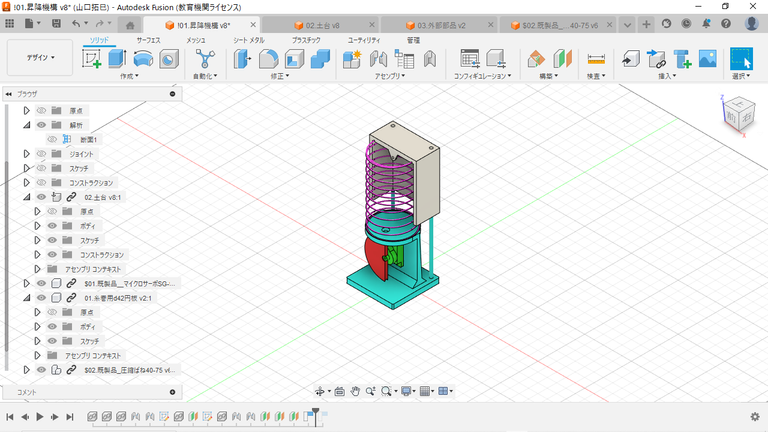 !01.昇降機構 v8* (山口拓巳) - Autodesk Fusion (教育機関ライセンス)
!01.昇降機構 v8*
02.土台 v8
03.外部部品 v2
$02.既製品__. 40-75 v6
デザイン
ソリッド サーフェス メッシュ シート メタル プラスチック ユーティリティ 管理
作成 自動化 修正 アセンブリ コンフィギュレーション 構築 検査 挿入 選択
ブラウザ
原点
解析
断面1
ジョイント
スケッチ
コンストラクション
02.土台 v8:1
原点
ボディ
スケッチ
コンストラクション
アセンブリ コンテキスト
$01.既製品__マイクロサーボSG-...
01.糸巻用d42円板 v2:1
原点
ボディ
スケッチ
アセンブリ コンテキスト
$02.既製品_圧縮ばね40-75 v6...
コメント
Z
X
上
前
右